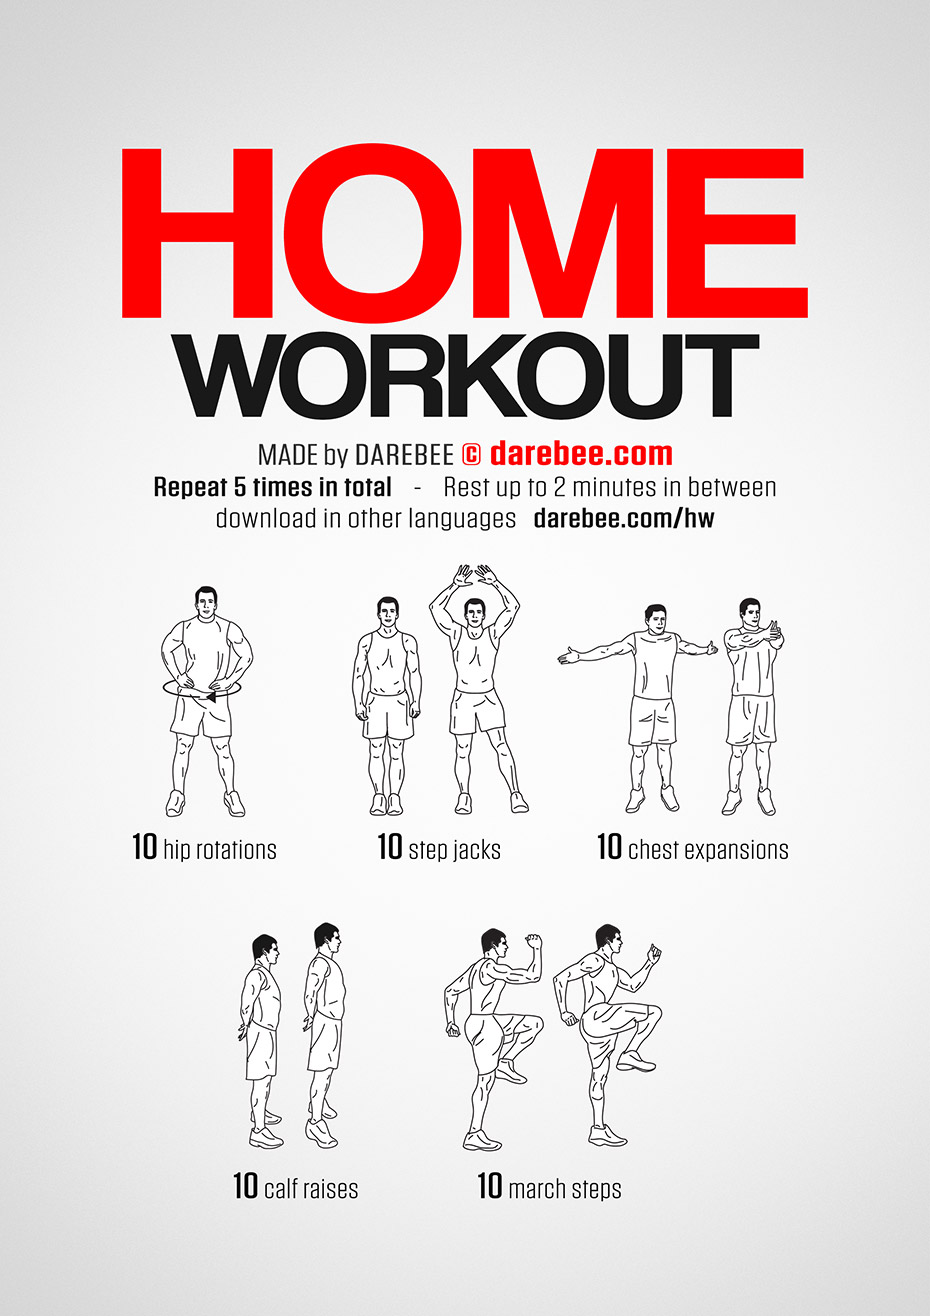 HOME
WORKOUT
MADE by DAREBEE © darebee.com
Repeat 5 times in total - Rest up to 2 minutes in between
download in other languages darebee.com/hw
10 hip rotations
10 step jacks
10 chest expansions
10 calf raises
10 march steps